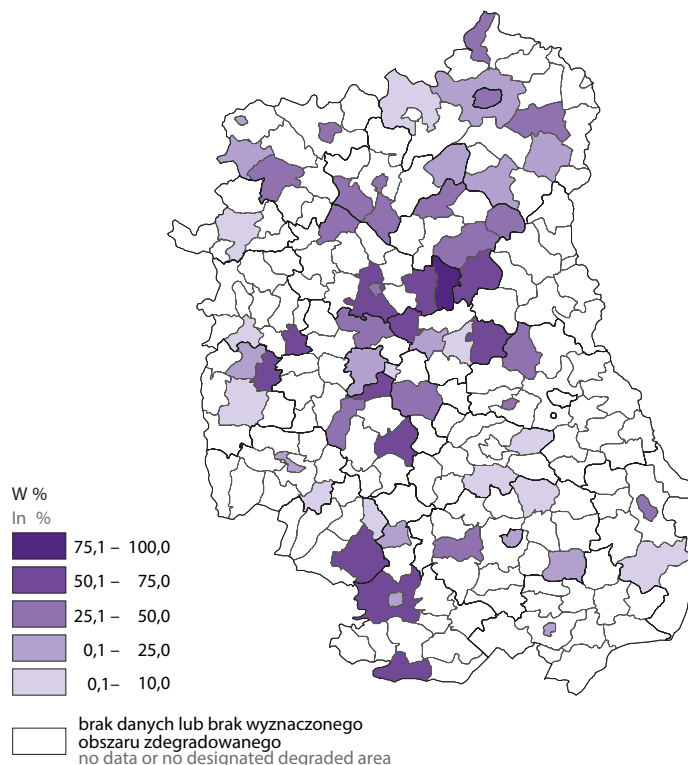 W %
In %
75,1 – 100,0
50,1 – 75,0
25,1 – 50,0
0,1 – 25,0
0,1 – 10,0
brak danych lub brak wyznaczonego
obszaru zdegradowanego
no data or no designated degraded area